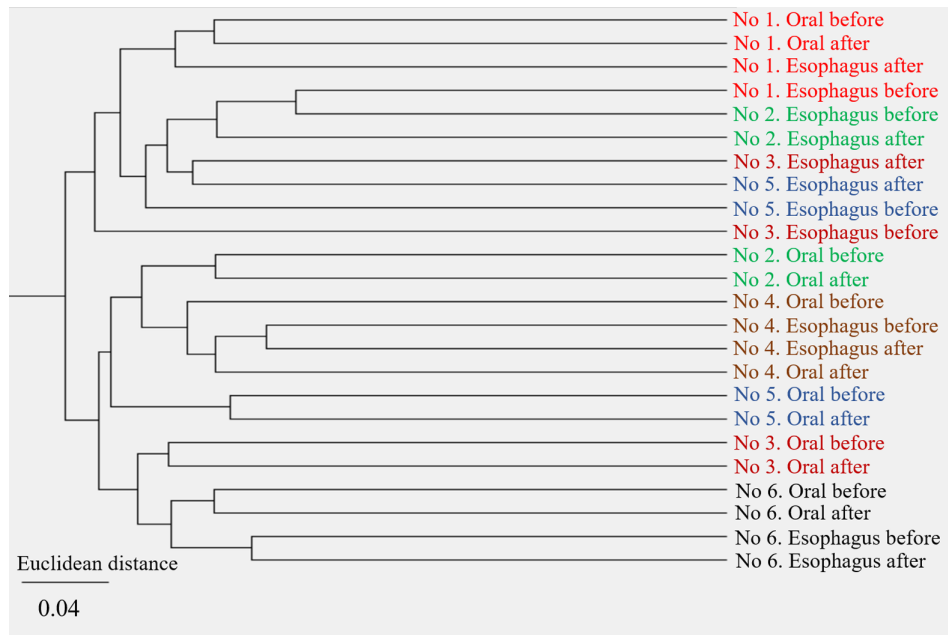 No 1. Oral before
No 1. Oral after
No 1. Esophagus after
No 1. Esophagus before
No 2. Esophagus before
No 2. Esophagus after
No 3. Esophagus after
No 5. Esophagus after
No 5. Esophagus before
No 3. Esophagus before
No 2. Oral before
No 2. Oral after
No 4. Oral before
No 4. Esophagus before
No 4. Esophagus after
No 4. Oral after
No 5. Oral before
No 5. Oral after
No 3. Oral before
No 3. Oral after
No 6. Oral before
No 6. Oral after
No 6. Esophagus before
No 6. Esophagus after
Euclidean distance
0.04